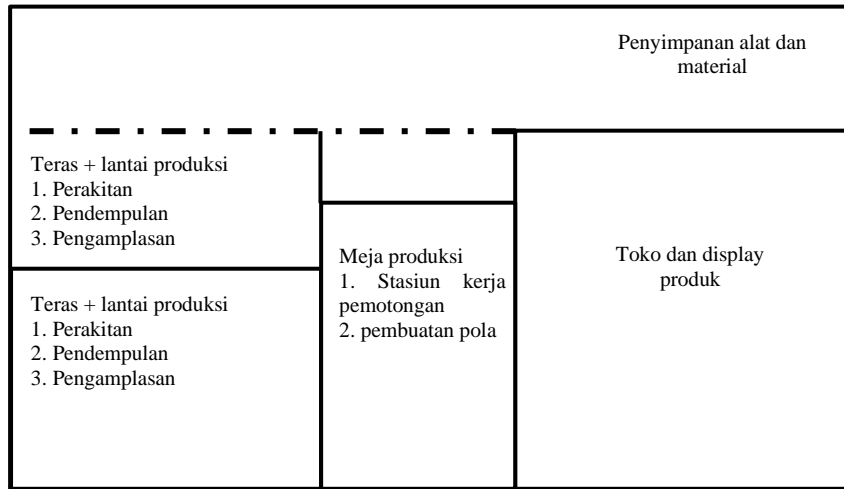 Penyimpanan alat dan
material
Teras + lantai produksi
1. Perakitan
2. Pendempulan
3. Pengamplasan
Meja produksi
1. Stasiun kerja
pemotongan
2. pembuatan pola
Toko dan display
produk
Teras + lantai produksi
1. Perakitan
2. Pendempulan
3. Pengamplasan